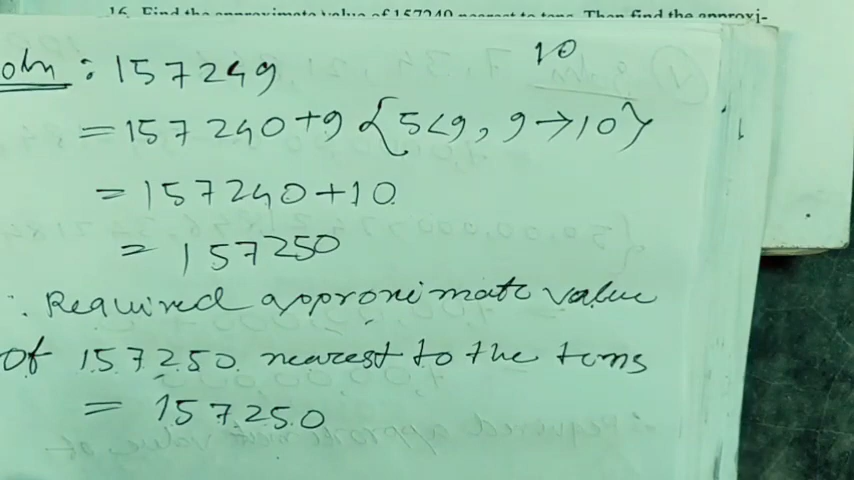 16. Find the approximate value of 157249 nearest to tens. Then find the approxi-
10
oln : 157249
= 157240+9 {5<9, 9→10}
= 157240+10
= 157250
∴ Required approximate value
of 157250 nearest to the tens
= 157250